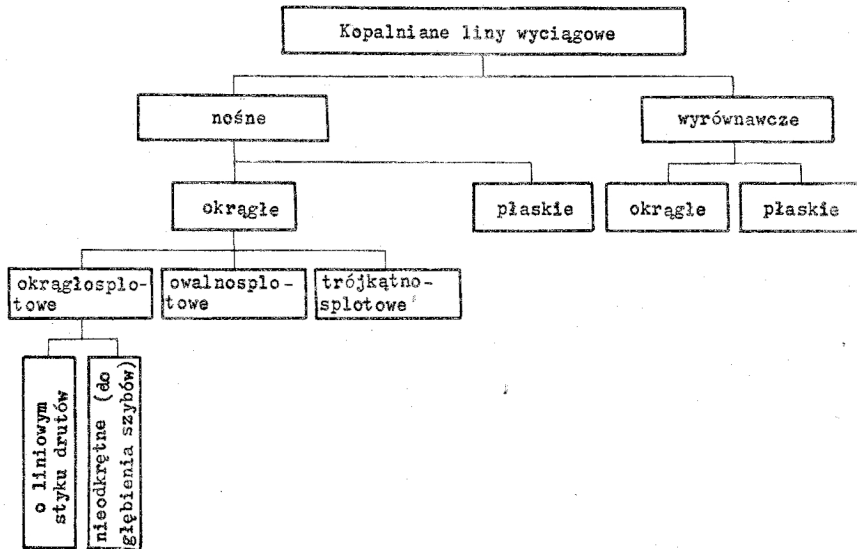 Kopalniane liny wyciągowe
nośne
wyrównawcze
okrągłe
płaskie
okrągłe
płaskie
okrągłosplo-
towe
owalnosplo-
towe
trójkątno-
splotowe
o liniowym
styku drutów
nieodkrętne (do
głębienia szybów)